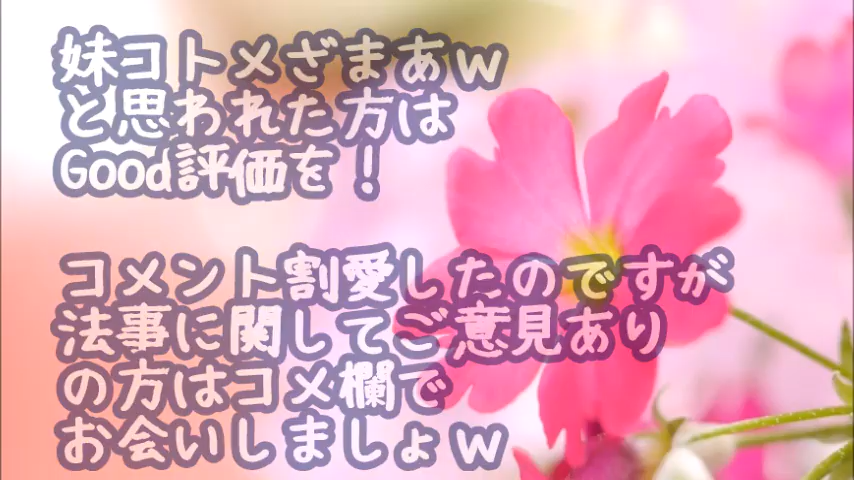 妹コトメざまあｗ
と思われた方は
Good評価を！
コメント割愛したのですが
法事に関してご意見あり
の方はコメ欄で
お会いしましょｗ